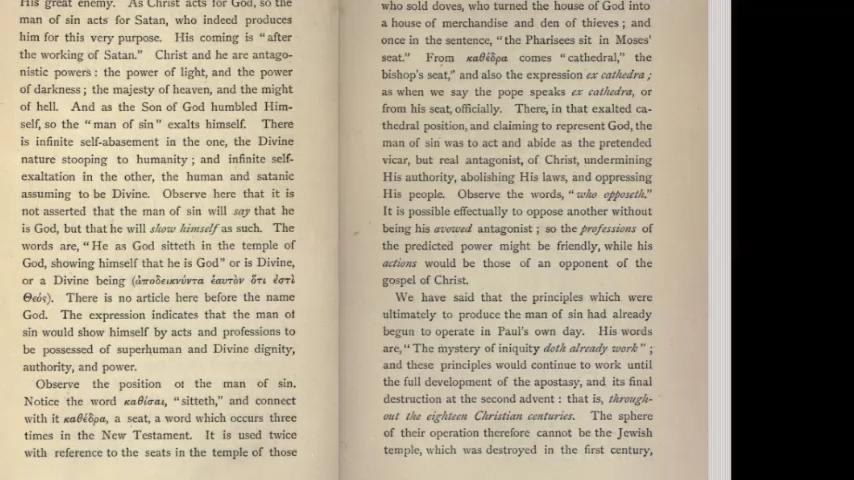 His great enemy. As Christ acts for God, so the
man of sin acts for Satan, who indeed produces
him for this very purpose. His coming is “after
the working of Satan.” Christ and he are antago-
nistic powers: the power of light, and the power
of darkness; the majesty of heaven, and the might
of hell. And as the Son of God humbled Him-
self, so the “man of sin” exalts himself. There
is infinite self-abasement in the one, the Divine
nature stooping to humanity; and infinite self-
exaltation in the other, the human and satanic
assuming to be Divine. Observe here that it is
not asserted that the man of sin will say that he
is God, but that he will show himself as such. The
words are, “He as God sitteth in the temple of
God, showing himself that he is God” or is Divine,
or a Divine being (ἀποδεικνύντα ἑαυτὸν ὅτι ἐστὶ
Θεός). There is no article here before the name
God. The expression indicates that the man of
sin would show himself by acts and professions to
be possessed of superhuman and Divine dignity,
authority, and power.
Observe the position of the man of sin.
Notice the word καθίσαι, “sitteth,” and connect
with it καθέδρα, a seat, a word which occurs three
times in the New Testament. It is used twice
with reference to the seats in the temple of those
who sold doves, who turned the house of God into
a house of merchandise and den of thieves; and
once in the sentence, “the Pharisees sit in Moses'
seat.” From καθέδρα comes “cathedral,” the
bishop's seat,” and also the expression ex cathedra;
as when we say the pope speaks ex cathedra, or
from his seat, officially. There, in that exalted ca-
thedral position, and claiming to represent God, the
man of sin was to act and abide as the pretended
vicar, but real antagonist, of Christ, undermining
His authority, abolishing His laws, and oppressing
His people. Observe the words, “who opposeth.”
It is possible effectually to oppose another without
being his avowed antagonist; so the professions of
the predicted power might be friendly, while his
actions would be those of an opponent of the
gospel of Christ.
We have said that the principles which were
ultimately to produce the man of sin had already
begun to operate in Paul's own day. His words
are, “The mystery of iniquity doth already work”;
and these principles would continue to work until
the full development of the apostasy, and its final
destruction at the second advent: that is, through-
out the eighteen Christian centuries. The sphere
of their operation therefore cannot be the Jewish
temple, which was destroyed in the first century,